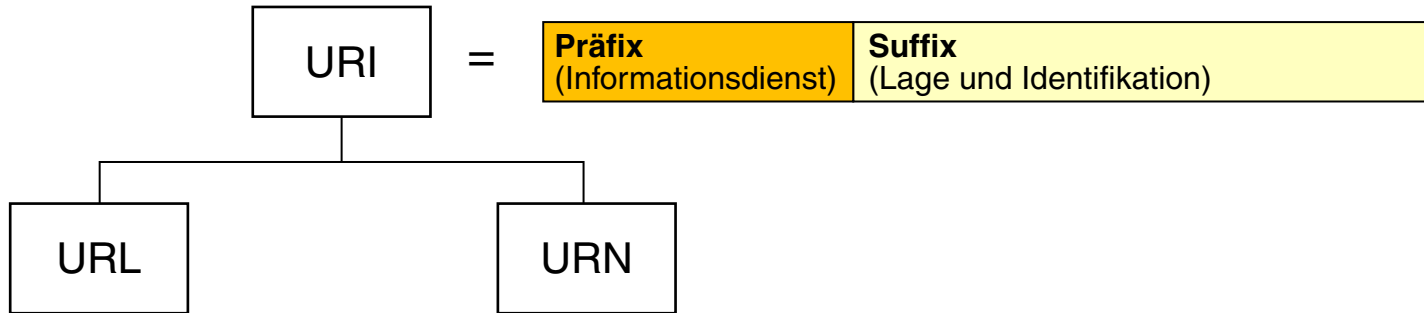 URI
=
Präfix
(Informationsdienst)
Suffix
(Lage und Identifikation)
URL
URN